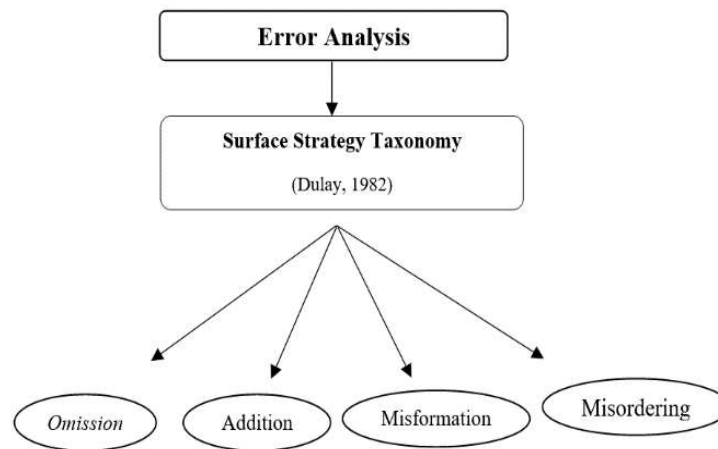 Error Analysis
Surface Strategy Taxonomy
(Dulay, 1982)
Omission
Addition
Misformation
Misordering